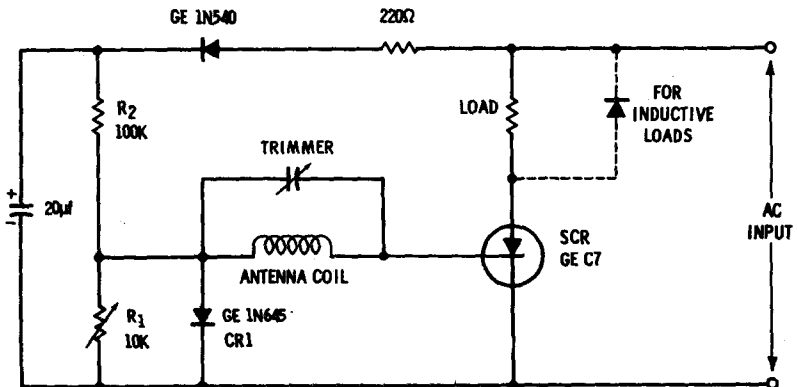 GE 1N540
220Ω
R2
100K
LOAD
FOR
INDUCTIVE
LOADS
TRIMMER
+
20µf
-
AC
INPUT
SCR
GE C7
ANTENNA COIL
R1
10K
GE 1N645
CR1